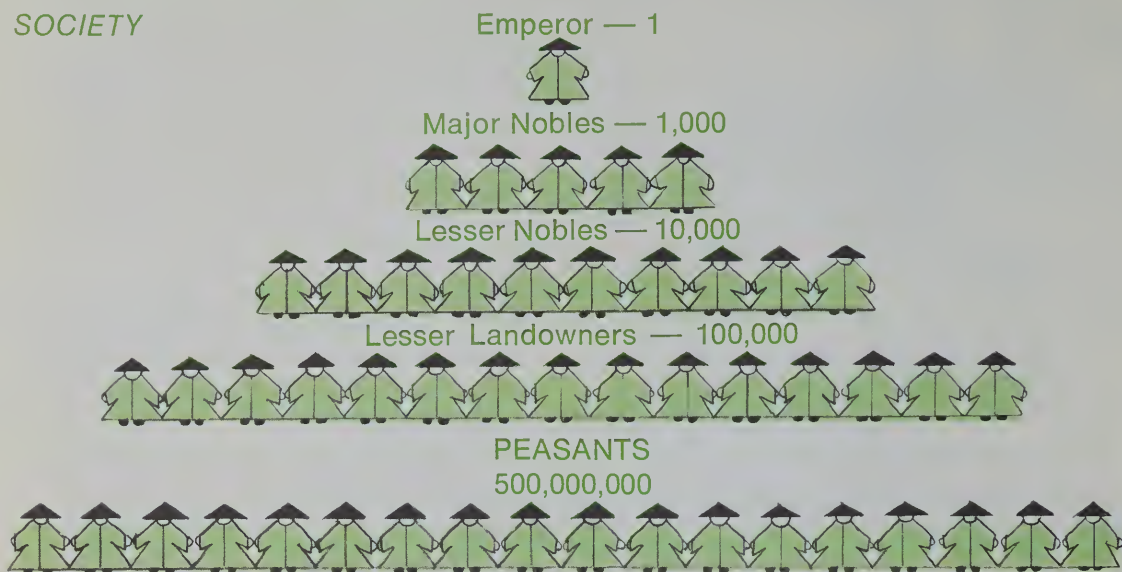 SOCIETY
Emperor — 1
Major Nobles — 1,000
Lesser Nobles — 10,000
Lesser Landowners — 100,000
PEASANTS
500,000,000